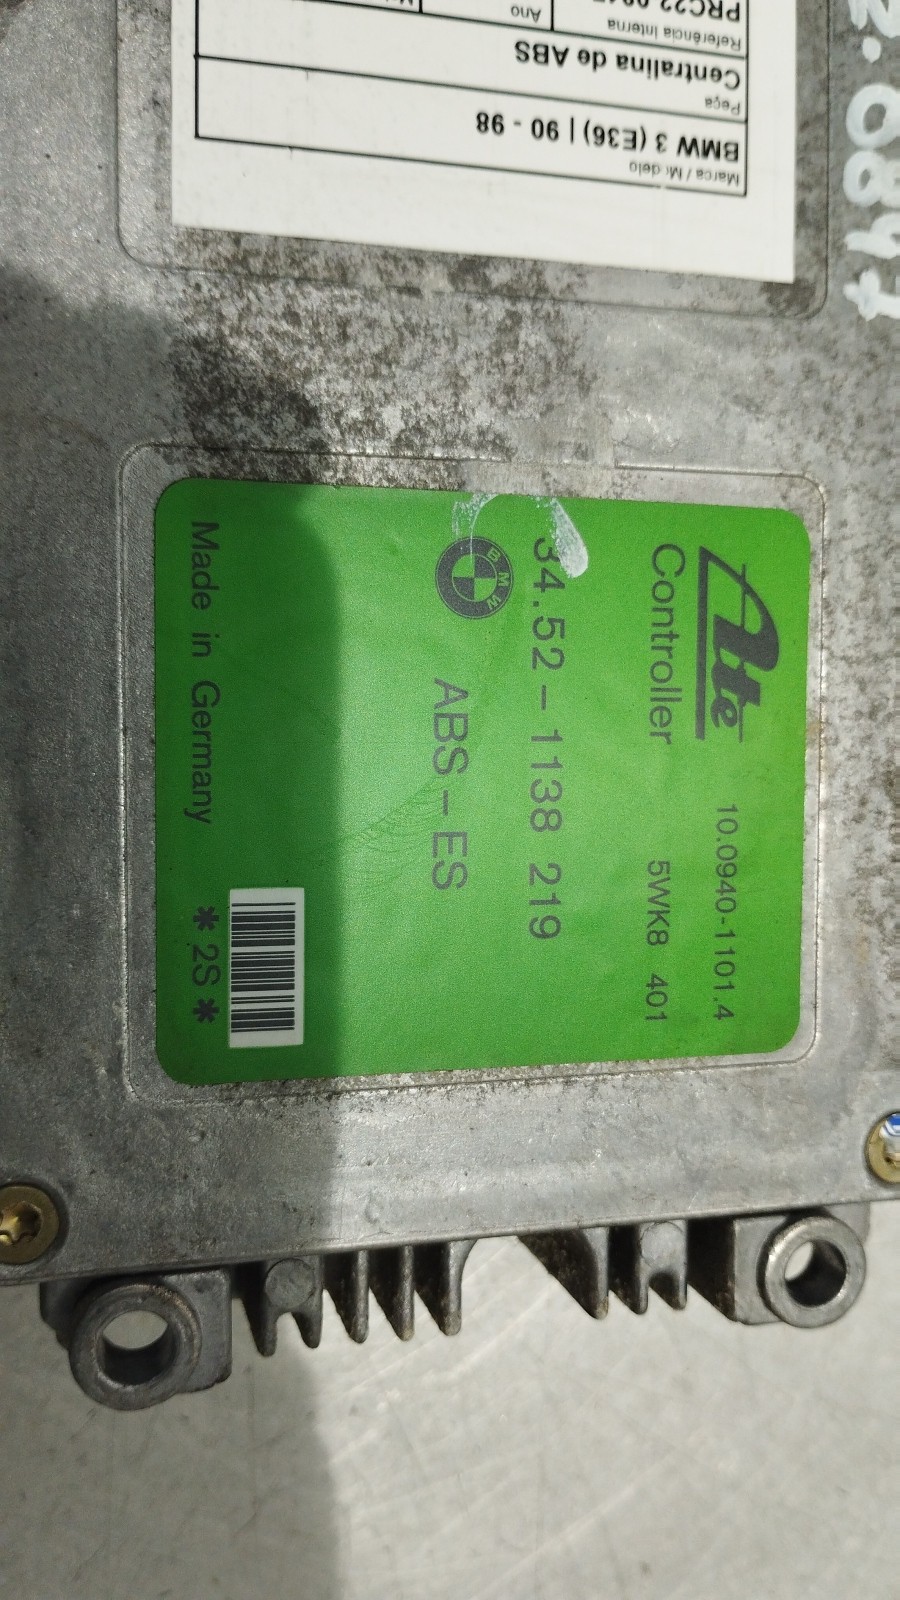 Marca / Modelo
BMW 3 (E36) | 90 - 98
Peça
Centralina de ABS
Referência Interna
Ano
Ate
10.0940-1101.4
Controller
5WK8 401
34.52-1138 219
BMW
ABS-ES
Made in Germany
*2S*